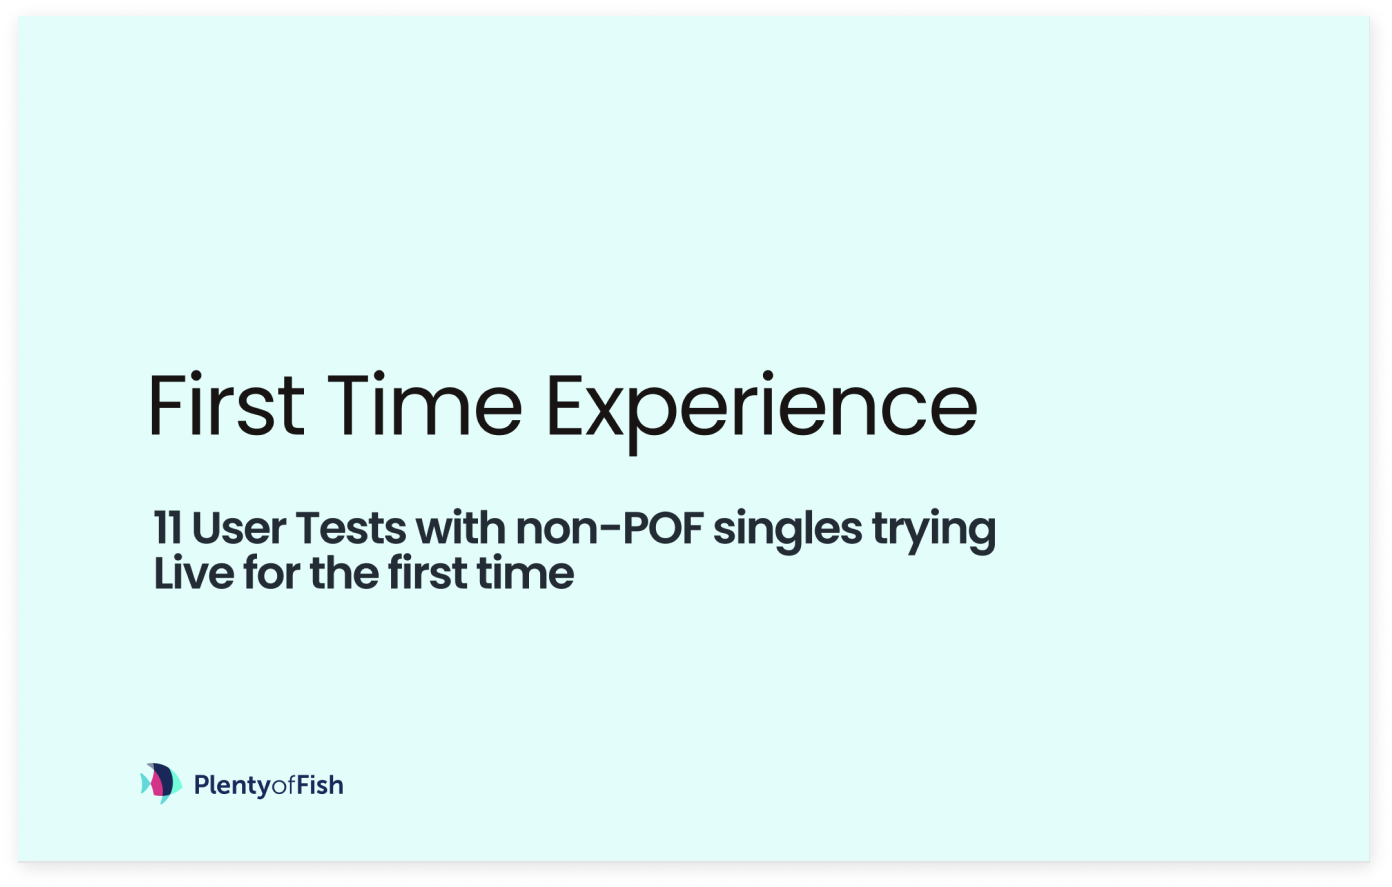 First Time Experience
11 User Tests with non-POF singles trying
Live for the first time
PlentyofFish